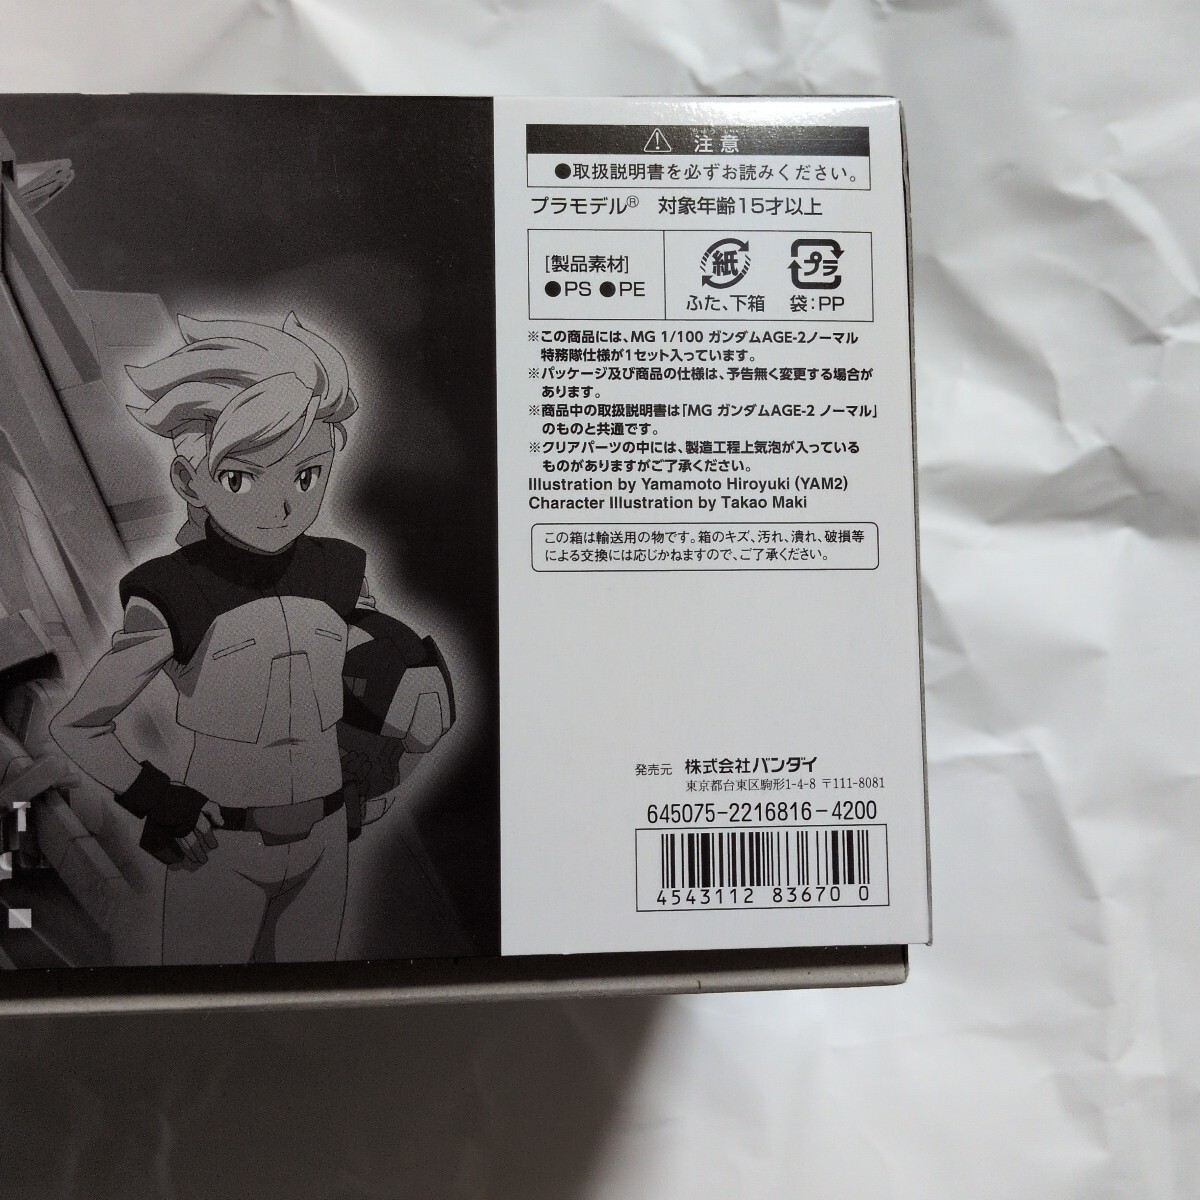 注意
●取扱説明書を必ずお読みください。
プラモデル® 対象年齢15才以上
[製品素材]
●PS ●PE
紙
ふた、下箱
プラ
袋:PP
※この商品には、MG 1/100 ガンダムAGE-2ノーマル
特務隊仕様が1セット入っています。
※パッケージ及び商品の仕様は、予告無く変更する場合が
あります。
※商品中の取扱説明書は「MG ガンダムAGE-2 ノーマル」
のものと共通です。
※クリアパーツの中には、製造工程上気泡が入っている
ものがありますがご了承ください。
Illustration by Yamamoto Hiroyuki (YAM2)
Character Illustration by Takao Maki
この箱は輸送用の物です。箱のキズ、汚れ、潰れ、破損等
による交換には応じかねますので、ご了承ください。
発売元 株式会社バンダイ
東京都台東区駒形1-4-8 〒111-8081
645075-2216816-4200
4543112 83670 0